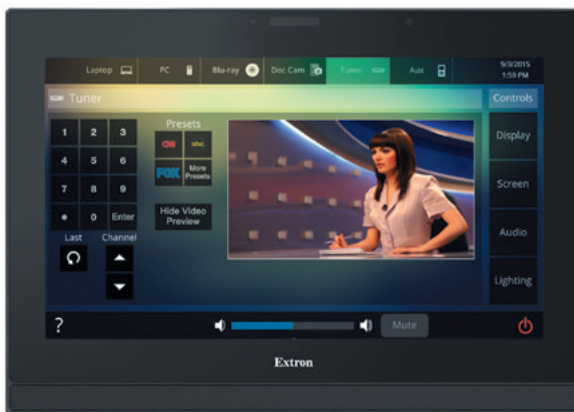 Laptop PC Blu-ray Doc Cam Tuner Aux 9/3/2015
1:59 PM
Tuner Controls
Presets
1 2 3
CNN abc
4 5 6
FOX More
Presets
7 8 9
• 0 Enter
Hide Video
Preview
Last Channel
Display
Screen
Audio
Lighting
? Mute
Extron